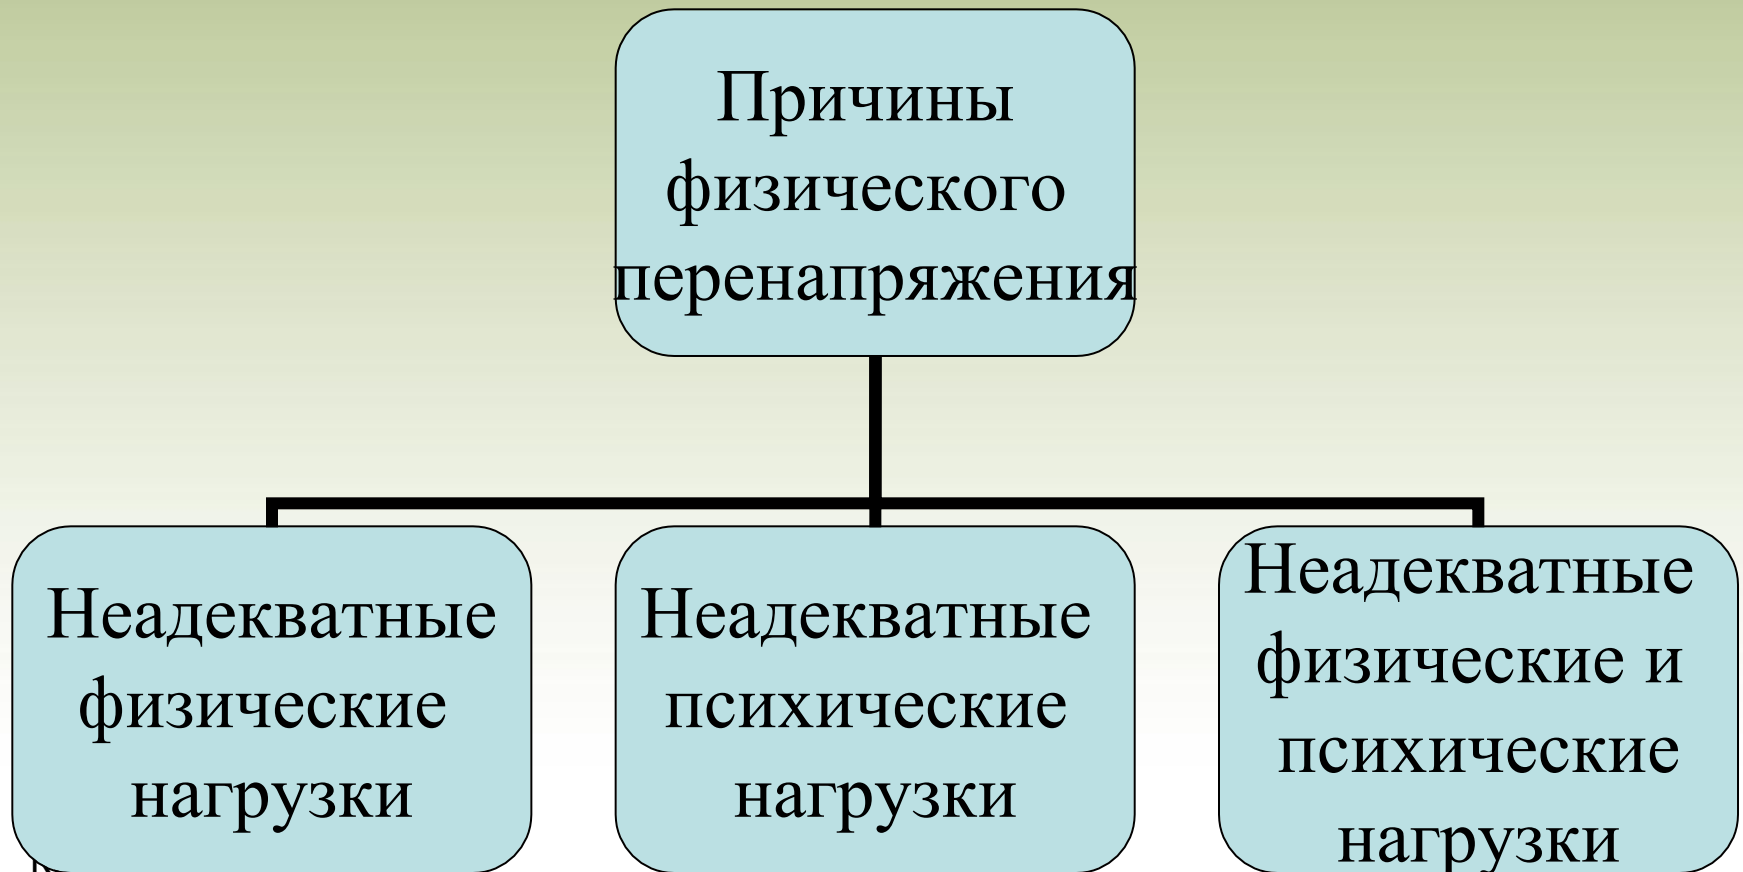 Причины
физического
перенапряжения
Неадекватные
физические
нагрузки
Неадекватные
психические
нагрузки
Неадекватные
физические и
психические
нагрузки